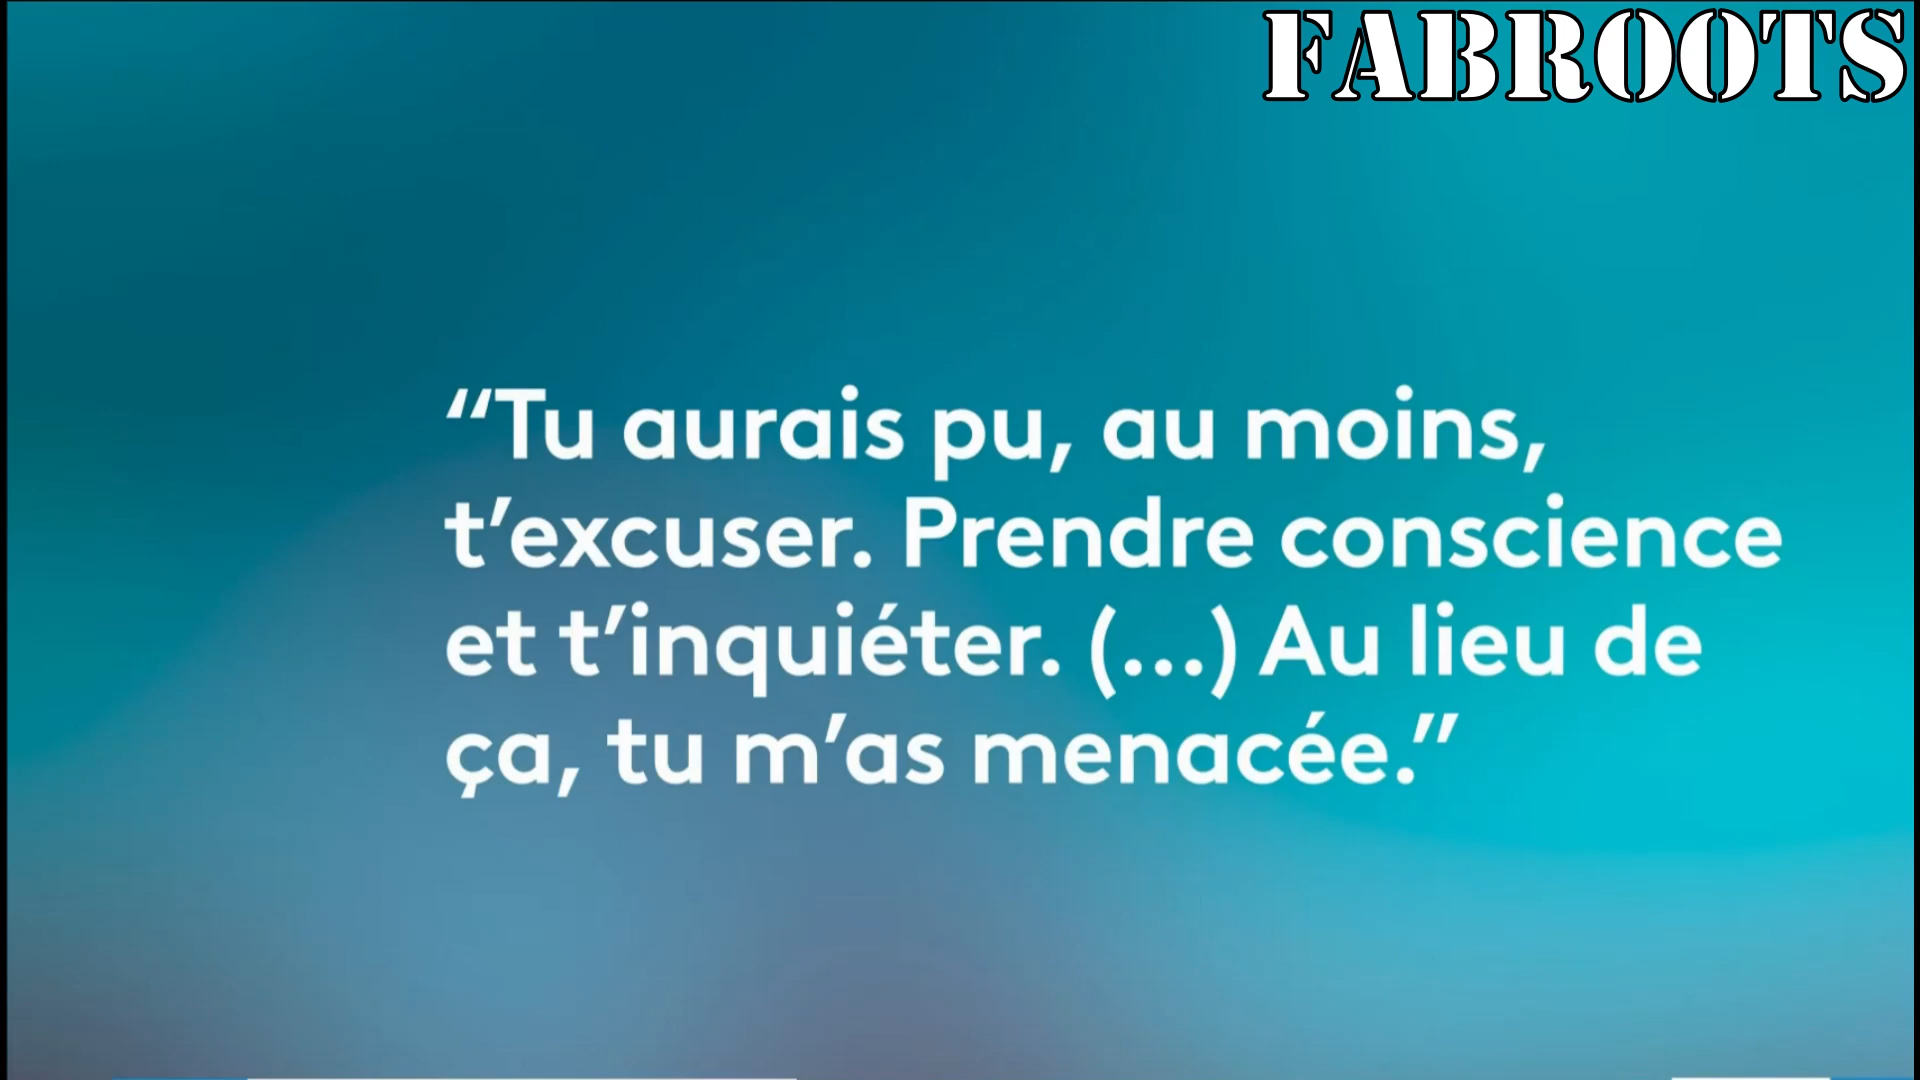 FABROOTS
“Tu aurais pu, au moins,
t’excuser. Prendre conscience
et t’inquiéter. (...) Au lieu de
ça, tu m’as menacée.”